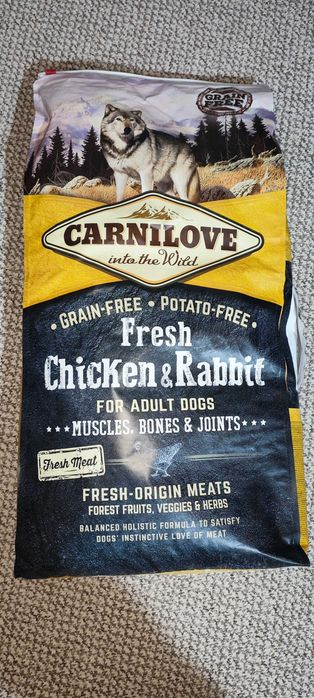 GRAIN
FREE
CARNILOVE
into the Wild
• GRAIN-FREE • POTATO-FREE •
Fresh
Chicken & Rabbit
FOR ADULT DOGS
★★★ MUSCLES, BONES & JOINTS ★★★
Fresh Meat
FRESH-ORIGIN MEATS
FOREST FRUITS, VEGGIES & HERBS
BALANCED HOLISTIC FORMULA TO SATISFY
DOGS' INSTINCTIVE LOVE OF MEAT